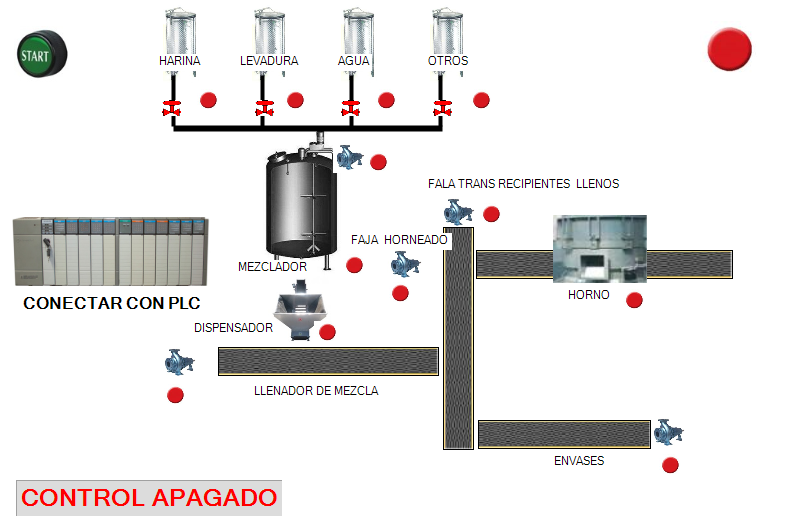 START
HARINA
LEVADURA
AGUA
OTROS
FALA TRANS RECIPIENTES LLENOS
FAJA HORNEADO
MEZCLADOR
HORNO
CONECTAR CON PLC
DISPENSADOR
LLENADOR DE MEZCLA
ENVASES
CONTROL APAGADO